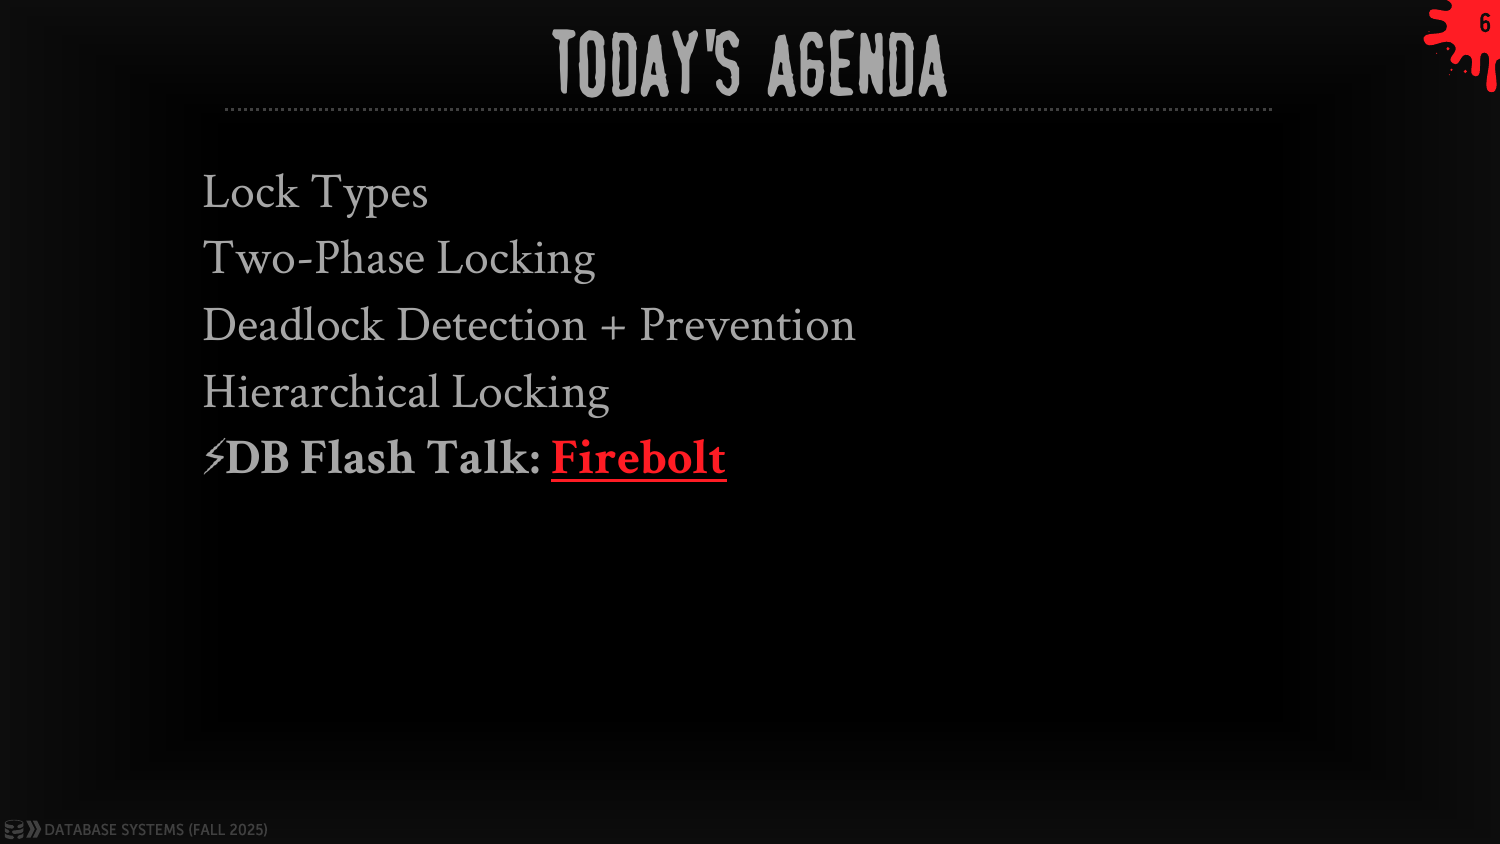 TODAY'S AGENDA
6
Lock Types
Two-Phase Locking
Deadlock Detection + Prevention
Hierarchical Locking
⚡DB Flash Talk: Firebolt
DATABASE SYSTEMS (FALL 2025)